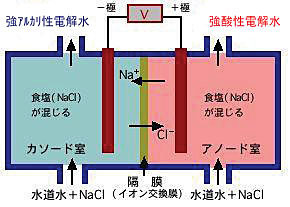 強アルカリ性電解水
－極
V
＋極
強酸性電解水
Na⁺
食塩(NaCl)
が混じる
食塩(NaCl)
が混じる
Cl⁻
カソード室
アノード室
水道水＋NaCl
隔 膜
(イオン交換膜)
水道水＋NaCl